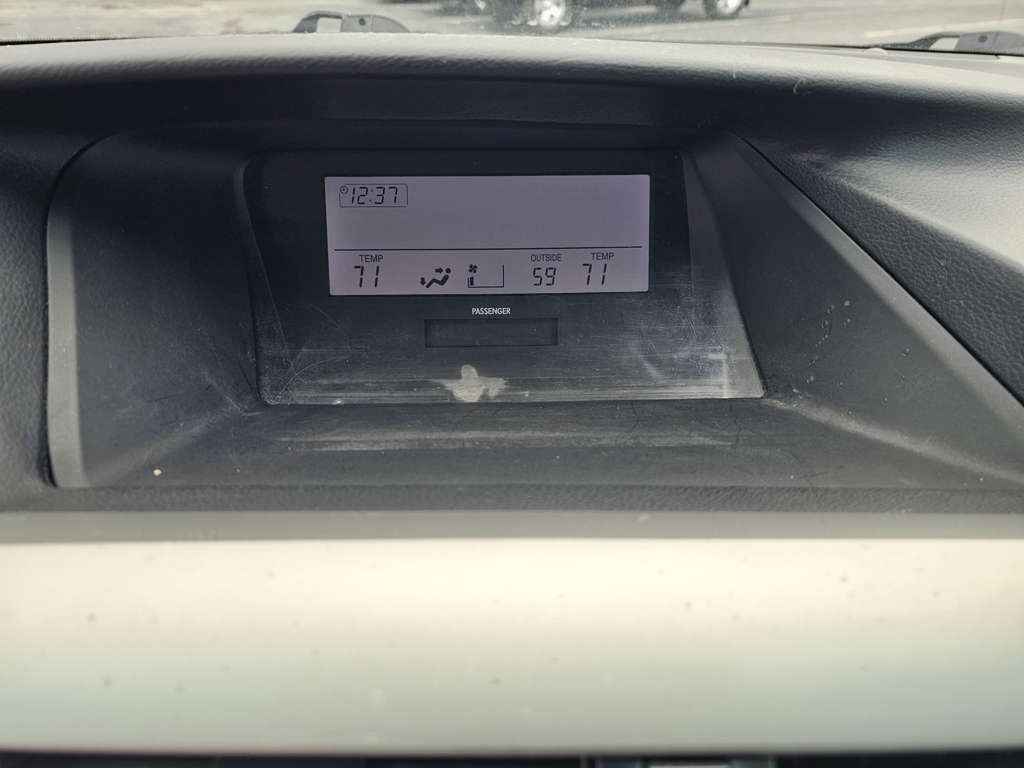 12:37
TEMP OUTSIDE TEMP
71 59 71
PASSENGER